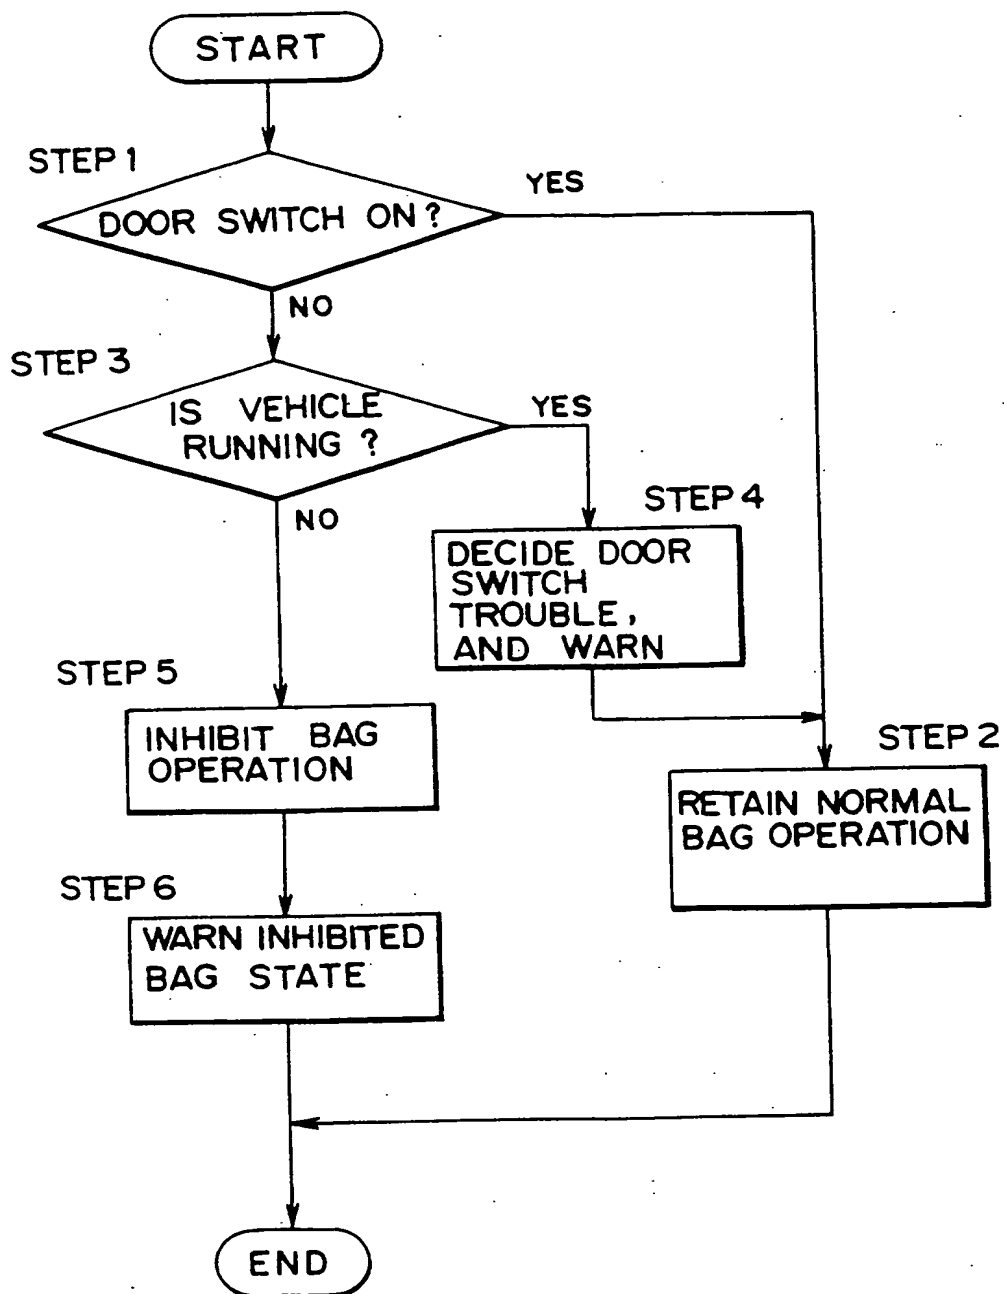 START
STEP 1
YES
DOOR SWITCH ON?
NO
STEP 3
IS VEHICLE
RUNNING ?
YES
NO
STEP 4
DECIDE DOOR
SWITCH
TROUBLE,
AND WARN
STEP 5
INHIBIT BAG
OPERATION
STEP 2
RETAIN NORMAL
BAG OPERATION
STEP 6
WARN INHIBITED
BAG STATE
END